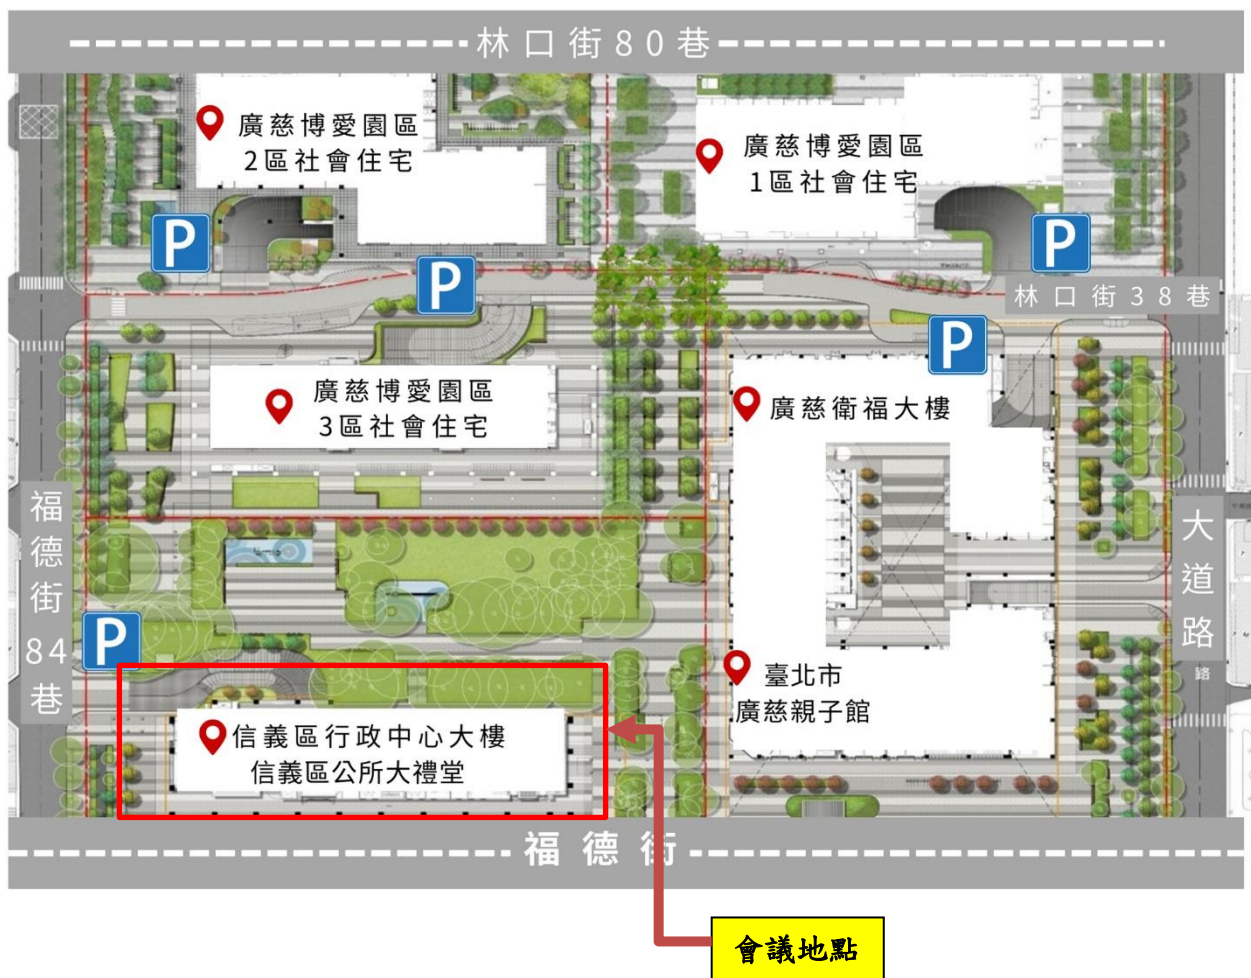 林口街80巷
廣慈博愛園區
2區社會住宅
廣慈博愛園區
1區社會住宅
P
P
P
林口街38巷
P
廣慈博愛園區
3區社會住宅
廣慈衛福大樓
福德街84巷
大道路
P
臺北市
廣慈親子館
路
信義區行政中心大樓
信義區公所大禮堂
福德街
會議地點